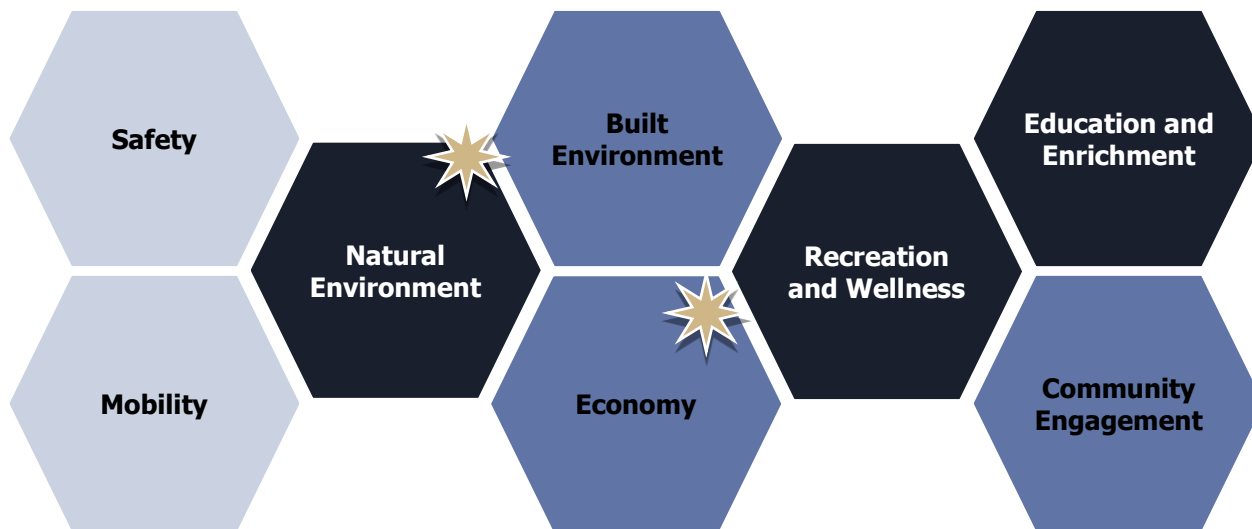 Safety
Mobility
Natural
Environment
Built
Environment
Economy
Recreation
and Wellness
Education and
Enrichment
Community
Engagement